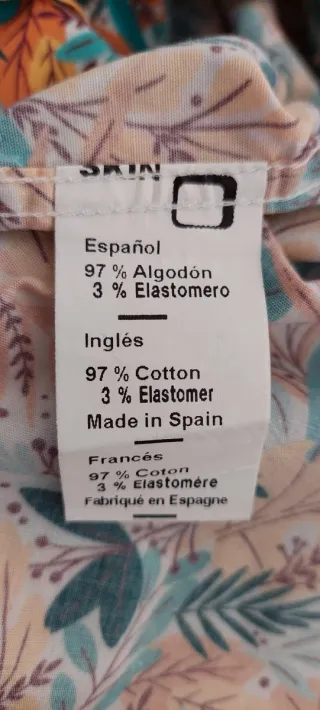 SKIN
Español
97 % Algodón
3 % Elastomero
Inglés
97 % Cotton
3 % Elastomer
Made in Spain
Francés
97 % Coton
3 % Elastomère
Fabriqué en Espagne